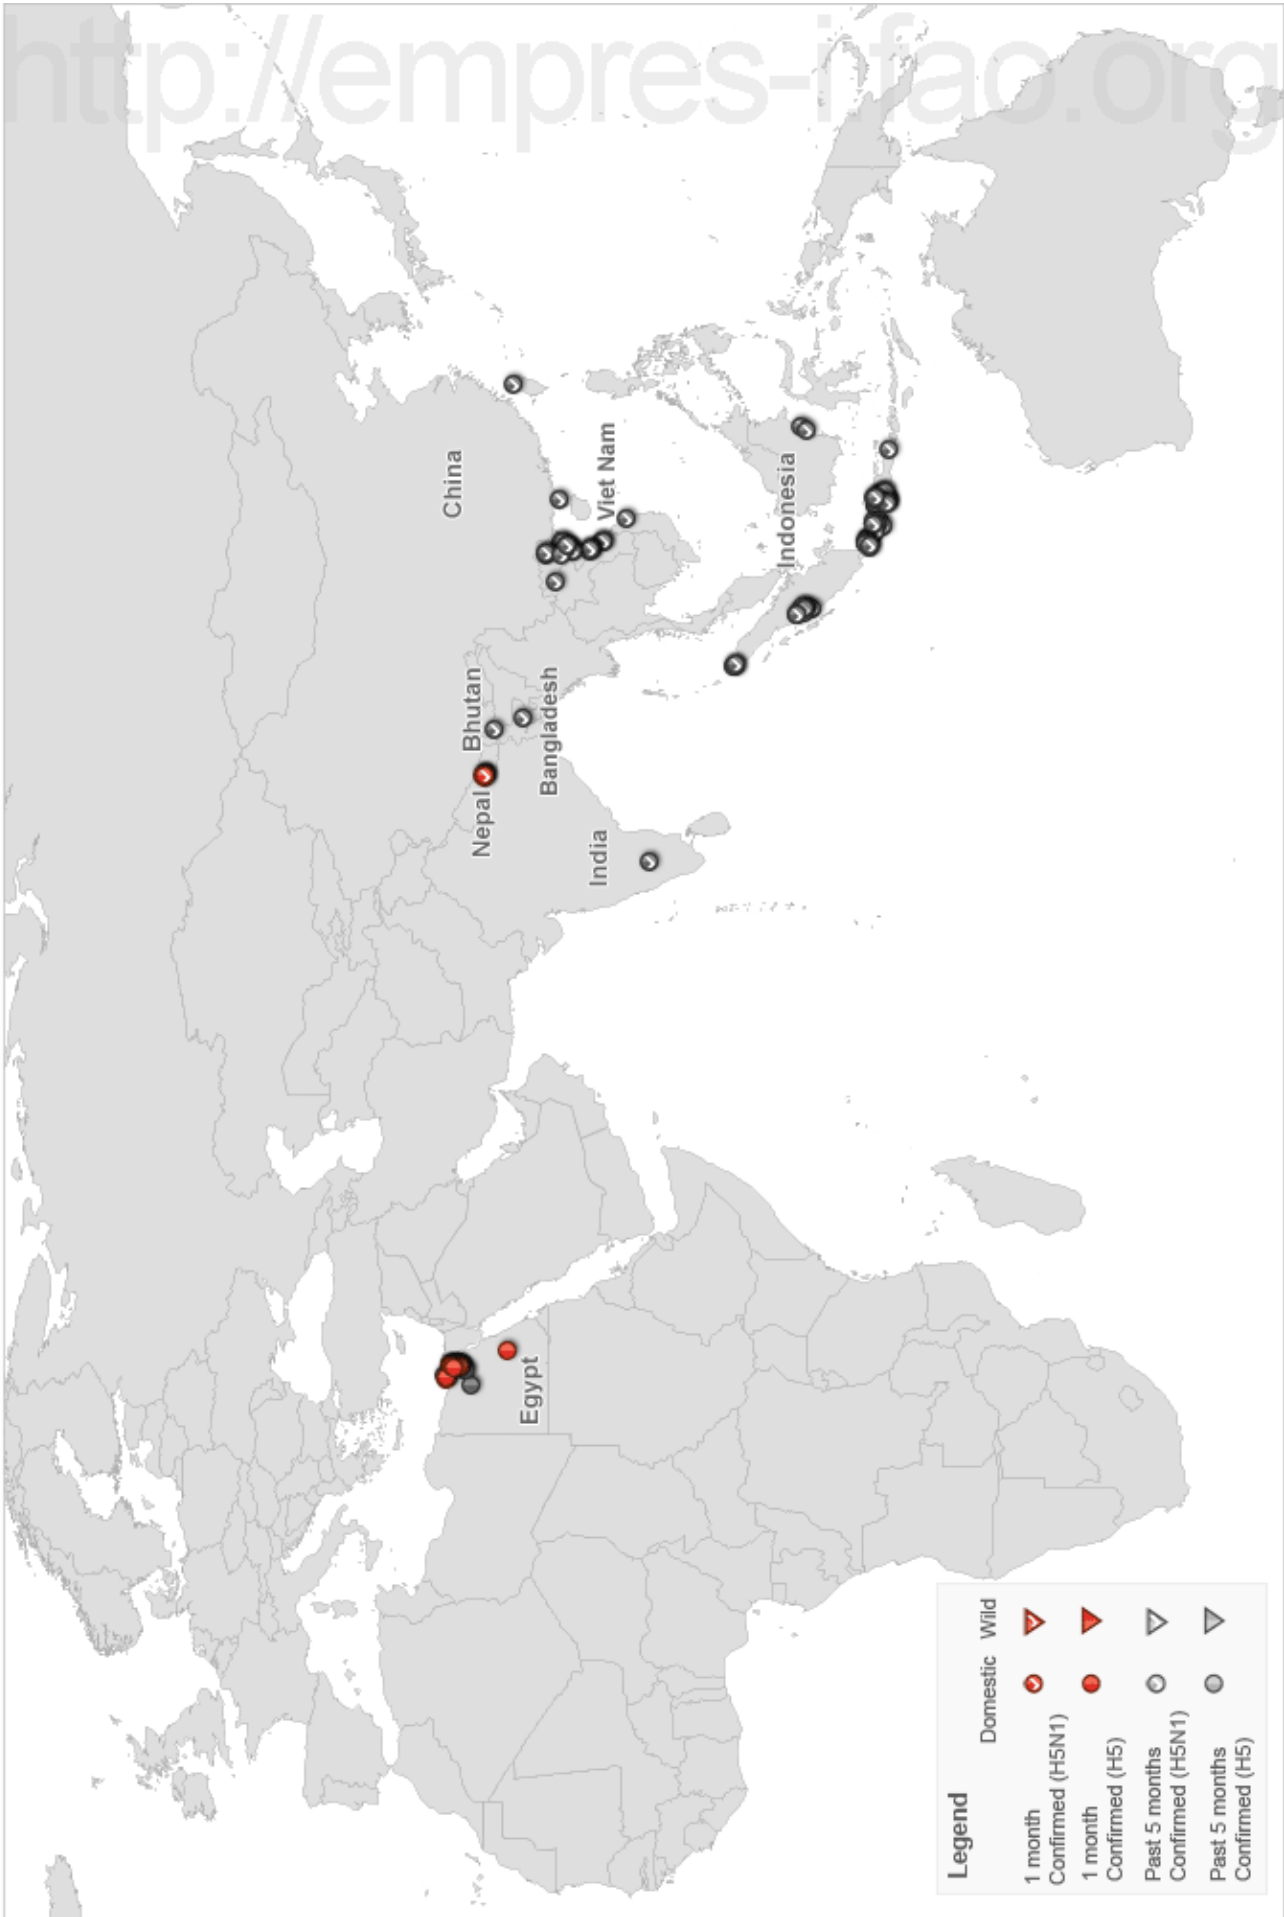 http://empres-i.fao.org
China
Viet Nam
Indonesia
Bhutan
Nepal
Bangladesh
India
Egypt
Legend
Domestic Wild
1 month
Confirmed (H5N1)
1 month
Confirmed (H5)
Past 5 months
Confirmed (H5N1)
Past 5 months
Confirmed (H5)